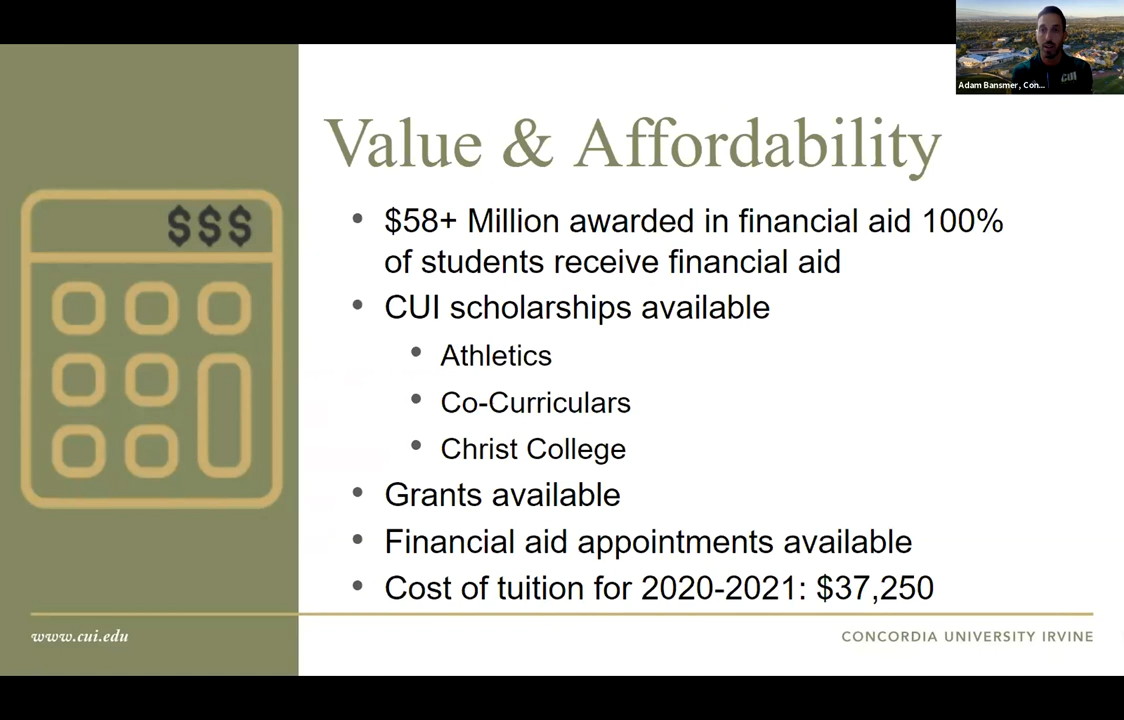 CUI
Adam Bansmer, Con...
Value & Affordability
$$$
• $58+ Million awarded in financial aid 100%
of students receive financial aid
• CUI scholarships available
• Athletics
• Co-Curriculars
• Christ College
• Grants available
• Financial aid appointments available
• Cost of tuition for 2020-2021: $37,250
www.cui.edu
CONCORDIA UNIVERSITY IRVINE